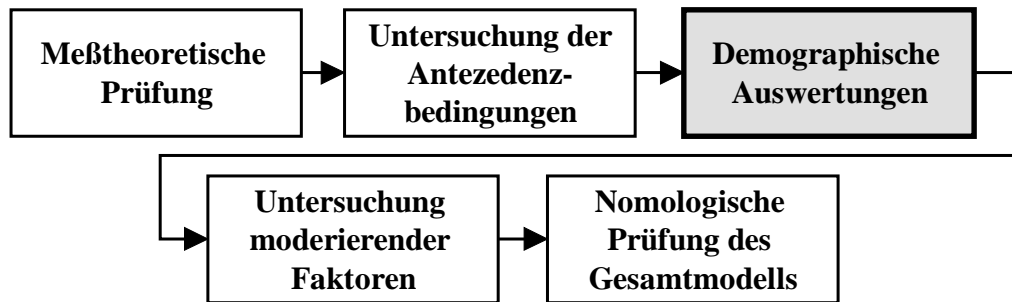 Meßtheoretische
Prüfung
Untersuchung der
Antezedenz-
bedingungen
Demographische
Auswertungen
Untersuchung
moderierender
Faktoren
Nomologische
Prüfung des
Gesamtmodells